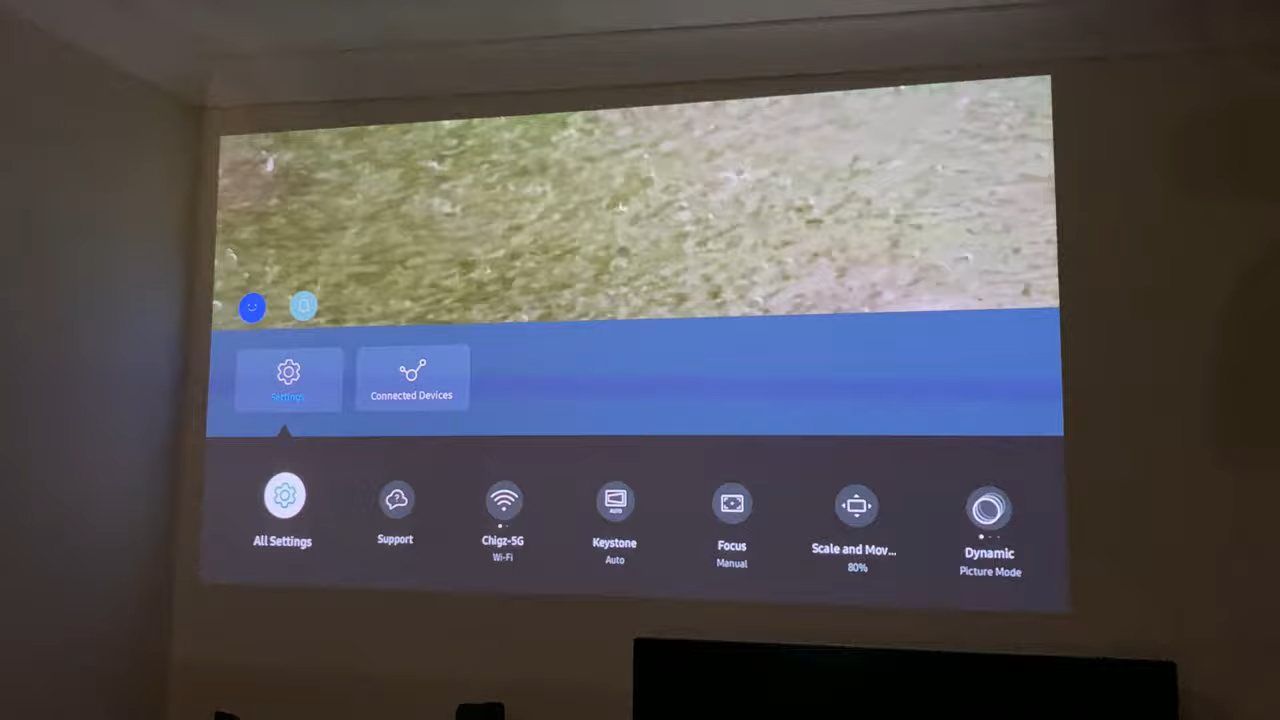 Settings
Connected Devices
All Settings
Support
Chigz-5G
Wi-Fi
AUTO
Keystone
Auto
Focus
Manual
Scale and Mov...
80%
Dynamic
Picture Mode